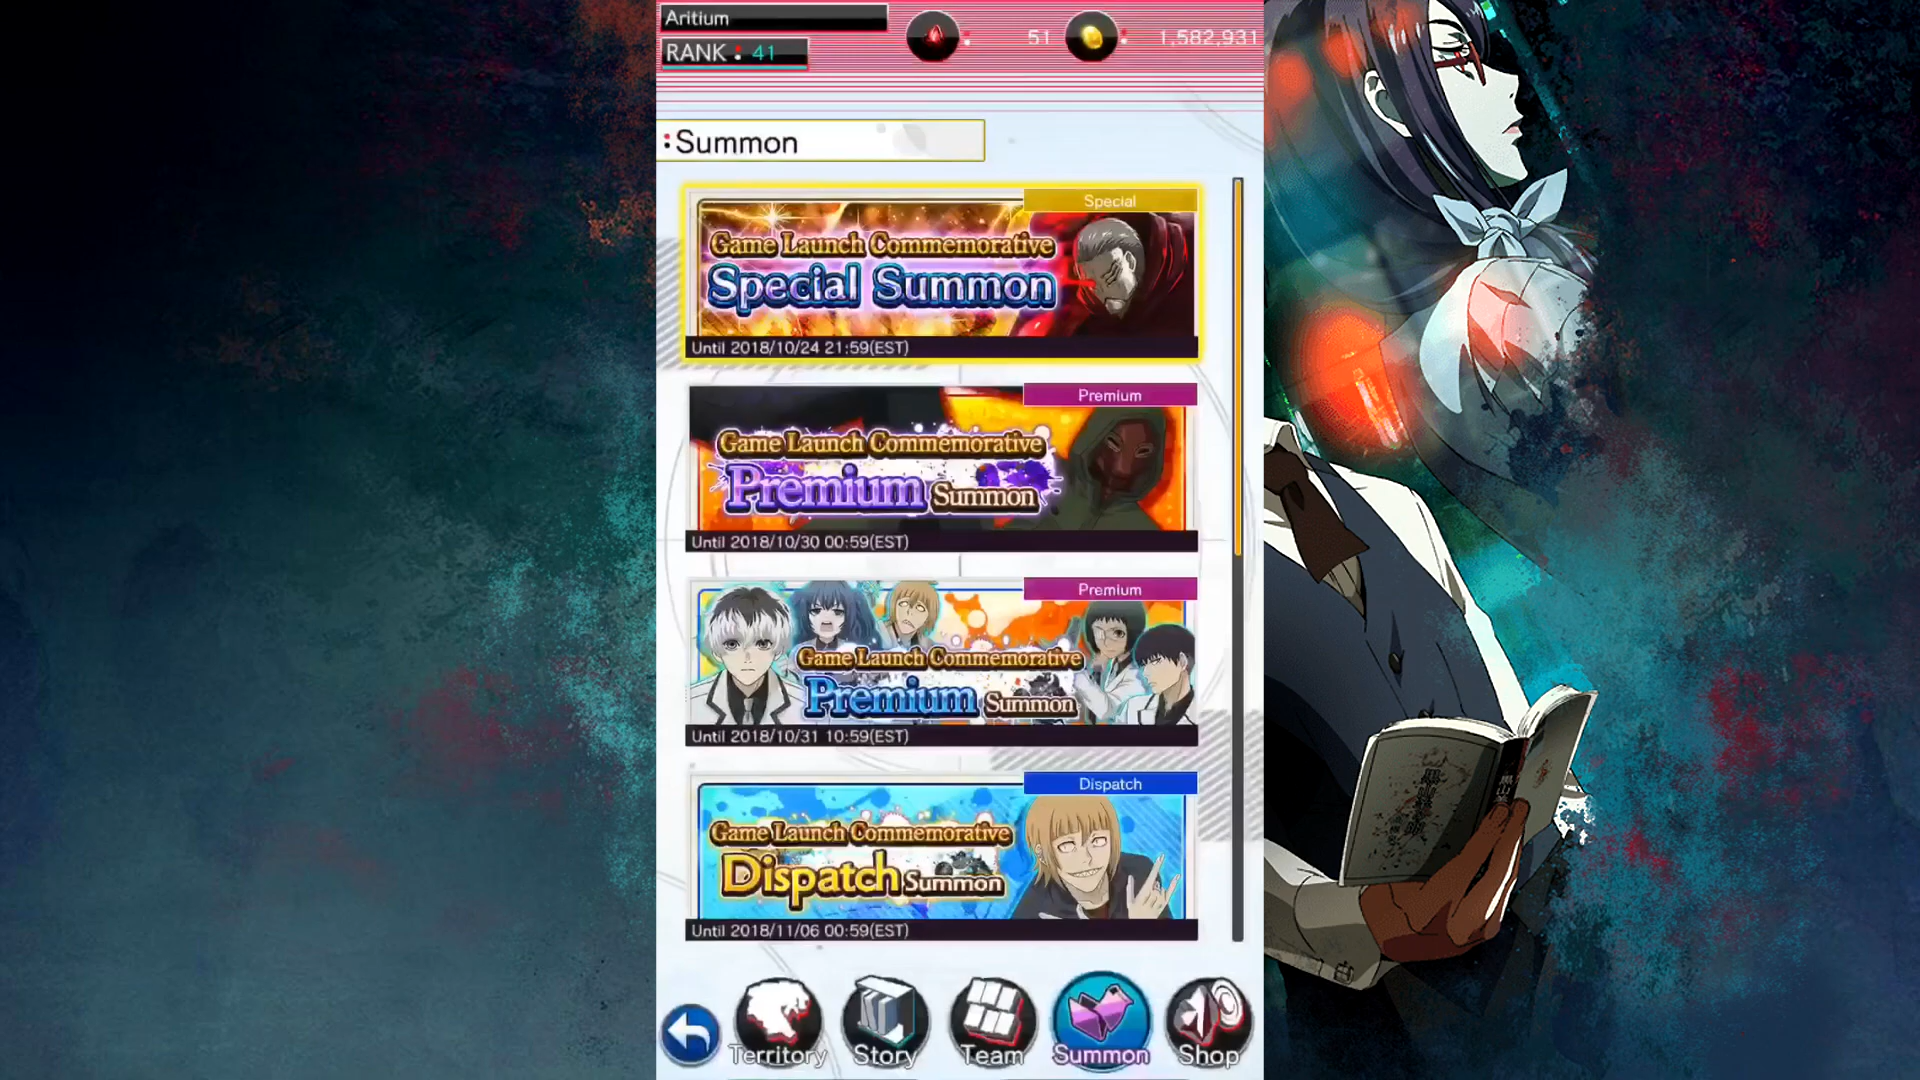 Aritium
RANK : 41
: 51
: 1,582,931
:Summon
Special
Game Launch Commemorative
Special Summon
Until 2018/10/24 21:59(EST)
Premium
Game Launch Commemorative
Premium Summon
Until 2018/10/30 00:59(EST)
Premium
Game Launch Commemorative
Premium Summon
Until 2018/10/31 10:59(EST)
Dispatch
Game Launch Commemorative
Dispatch Summon
Until 2018/11/06 00:59(EST)
Territory
Story
Team
Summon
Shop